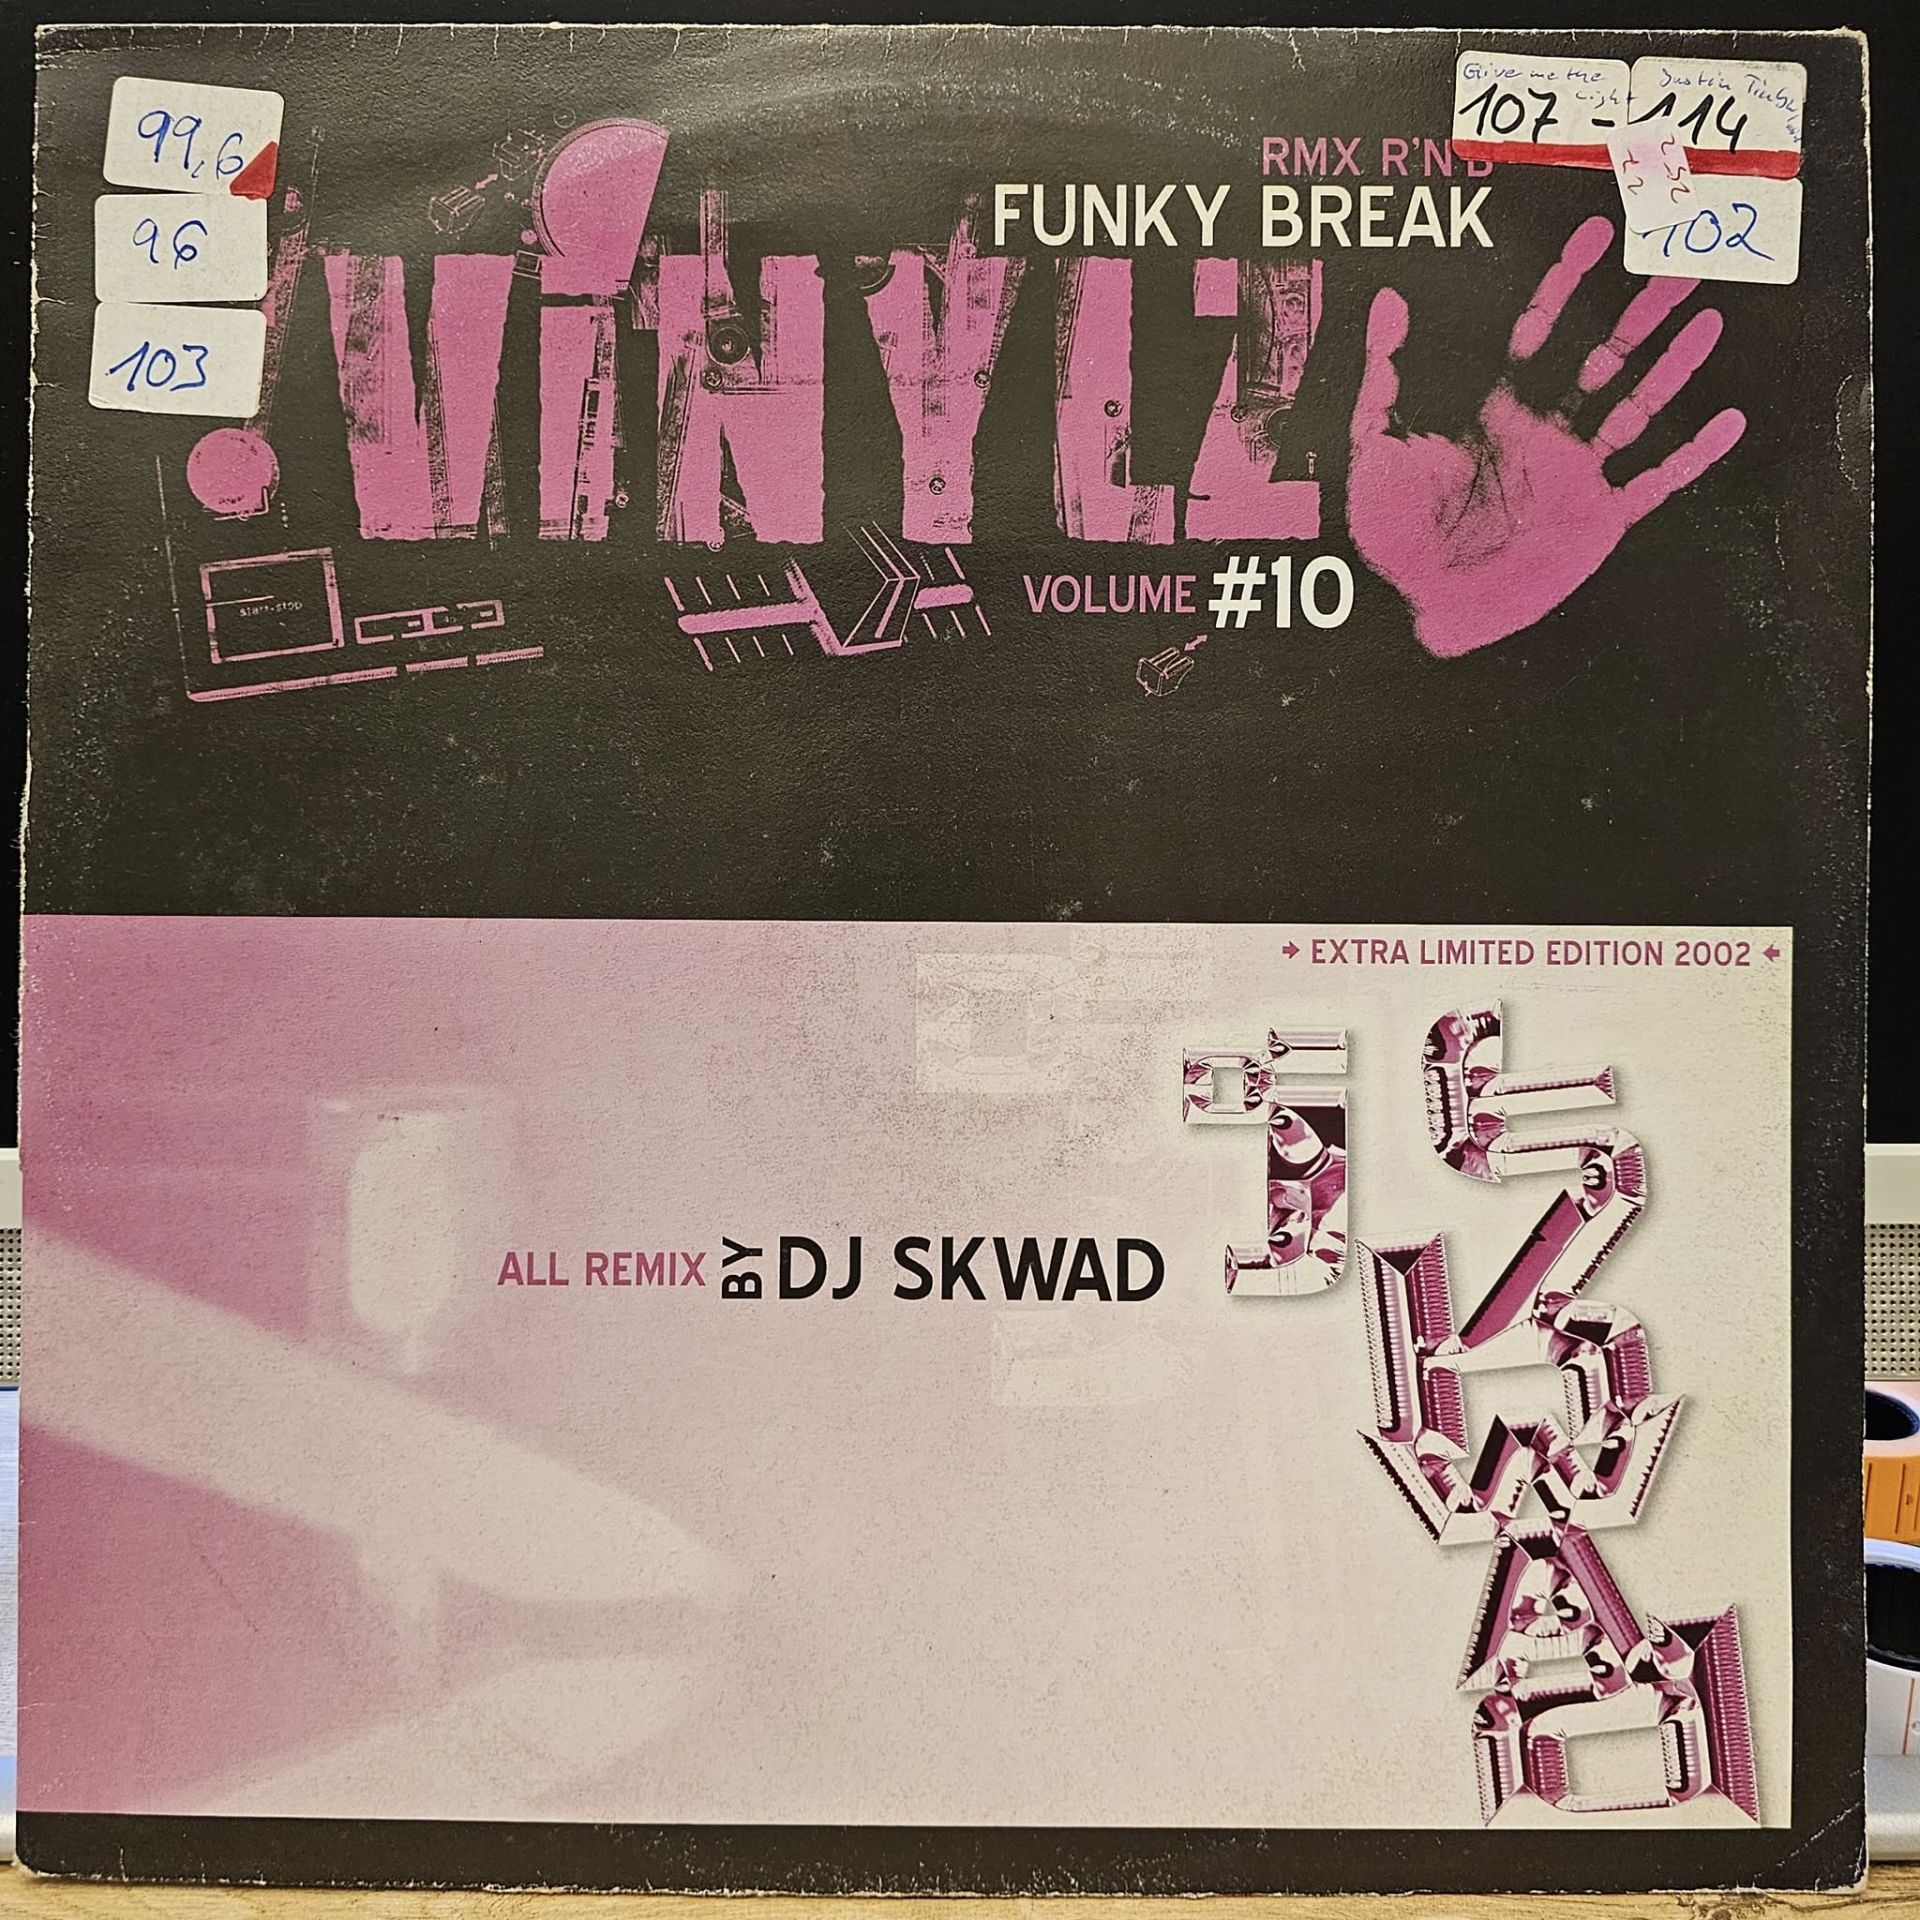 99,6
96
103
Give me the Light
Justin
107 - 114
102
RMX R'N'B
FUNKY BREAK
VINYLZ
start-stop
VOLUME #10
EXTRA LIMITED EDITION 2002
ALL REMIX BY DJ SKWAD
DJ SKWAD